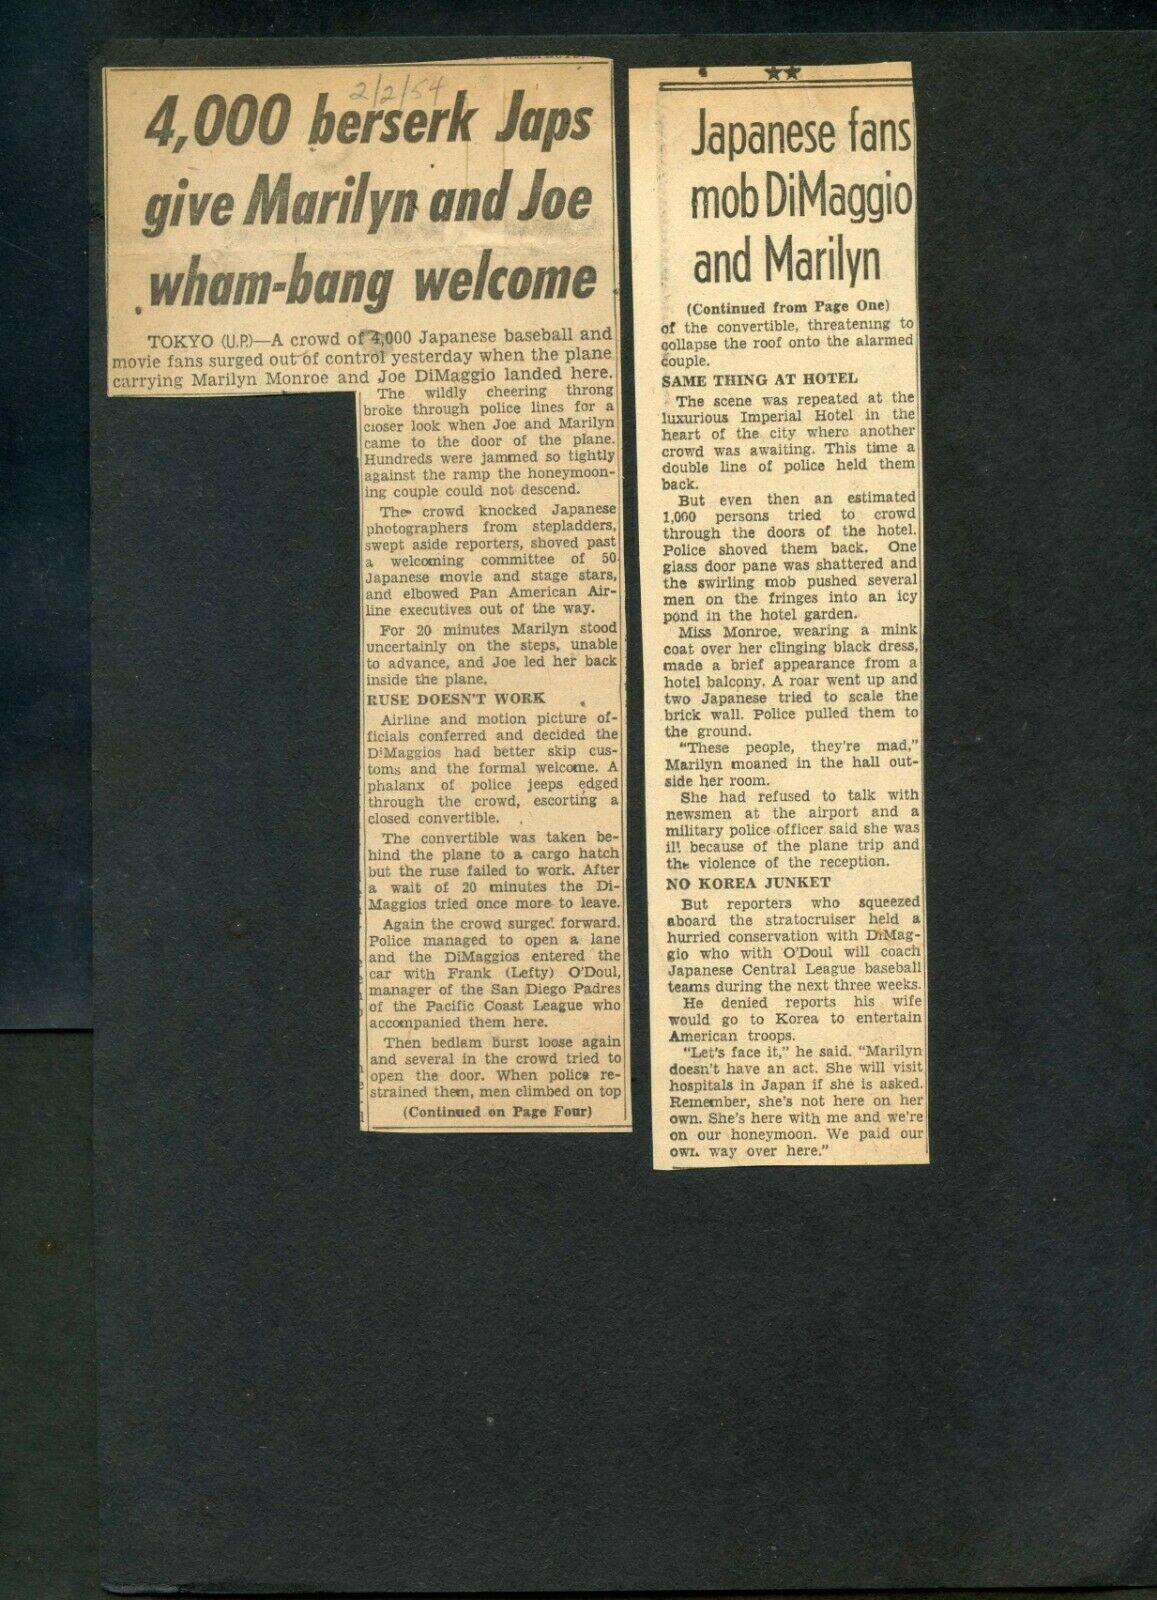 2/2/54
4,000 berserk Japs
give Marilyn and Joe
wham-bang welcome
TOKYO (U.P.)—A crowd of 4,000 Japanese baseball and
movie fans surged out of control yesterday when the plane
carrying Marilyn Monroe and Joe DiMaggio landed here.
The wildly cheering throng
broke through police lines for a
closer look when Joe and Marilyn
came to the door of the plane.
Hundreds were jammed so tightly
against the ramp the honeymoon-
ing couple could not descend.
The crowd knocked Japanese
photographers from stepladders,
swept aside reporters, shoved past
a welcoming committee of 50
Japanese movie and stage stars,
and elbowed Pan American Air-
line executives out of the way.
For 20 minutes Marilyn stood
uncertainly on the steps, unable
to advance, and Joe led her back
inside the plane.
RUSE DOESN'T WORK
Airline and motion picture of-
ficials conferred and decided the
DiMaggios had better skip cus-
toms and the formal welcome. A
phalanx of police jeeps edged
through the crowd, escorting a
closed convertible.
The convertible was taken be-
hind the plane to a cargo hatch
but the ruse failed to work. After
a wait of 20 minutes the Di-
Maggios tried once more to leave.
Again the crowd surged forward.
Police managed to open a lane
and the DiMaggios entered the
car with Frank (Lefty) O'Doul,
manager of the San Diego Padres
of the Pacific Coast League who
accompanied them here.
Then bedlam burst loose again
and several in the crowd tried to
open the door. When police re-
strained them, men climbed on top
(Continued on Page Four)
★★
Japanese fans
mob DiMaggio
and Marilyn
(Continued from Page One)
of the convertible, threatening to
collapse the roof onto the alarmed
couple.
SAME THING AT HOTEL
The scene was repeated at the
luxurious Imperial Hotel in the
heart of the city where another
crowd was awaiting. This time a
double line of police held them
back.
But even then an estimated
1,000 persons tried to crowd
through the doors of the hotel.
Police shoved them back. One
glass door pane was shattered and
the swirling mob pushed several
men on the fringes into an icy
pond in the hotel garden.
Miss Monroe, wearing a mink
coat over her clinging black dress,
made a brief appearance from a
hotel balcony. A roar went up and
two Japanese tried to scale the
brick wall. Police pulled them to
the ground.
"These people, they're mad,"
Marilyn moaned in the hall out-
side her room.
She had refused to talk with
newsmen at the airport and a
military police officer said she was
ill because of the plane trip and
the violence of the reception.
NO KOREA JUNKET
But reporters who squeezed
aboard the stratocruiser held a
hurried conservation with DiMag-
gio who with O'Doul will coach
Japanese Central League baseball
teams during the next three weeks.
He denied reports his wife
would go to Korea to entertain
American troops.
"Let's face it," he said. "Marilyn
doesn't have an act. She will visit
hospitals in Japan if she is asked.
Remember, she's not here on her
own. She's here with me and we're
on our honeymoon. We paid our
own way over here."